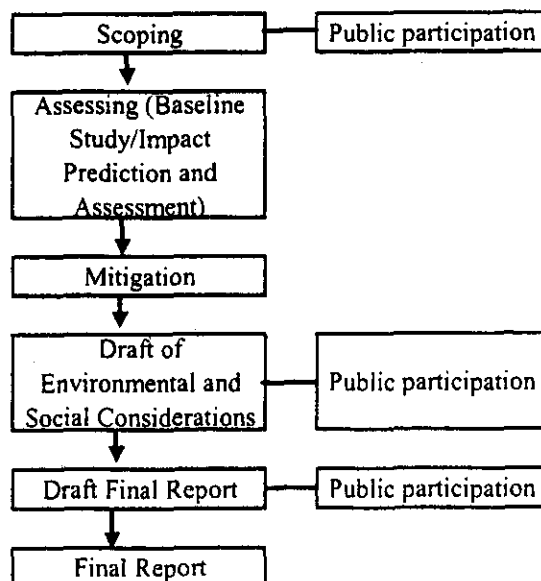 Scoping
Public participation
Assessing (Baseline
Study/Impact
Prediction and
Assessment)
Mitigation
Draft of
Environmental and
Social Considerations
Public participation
Draft Final Report
Public participation
Final Report